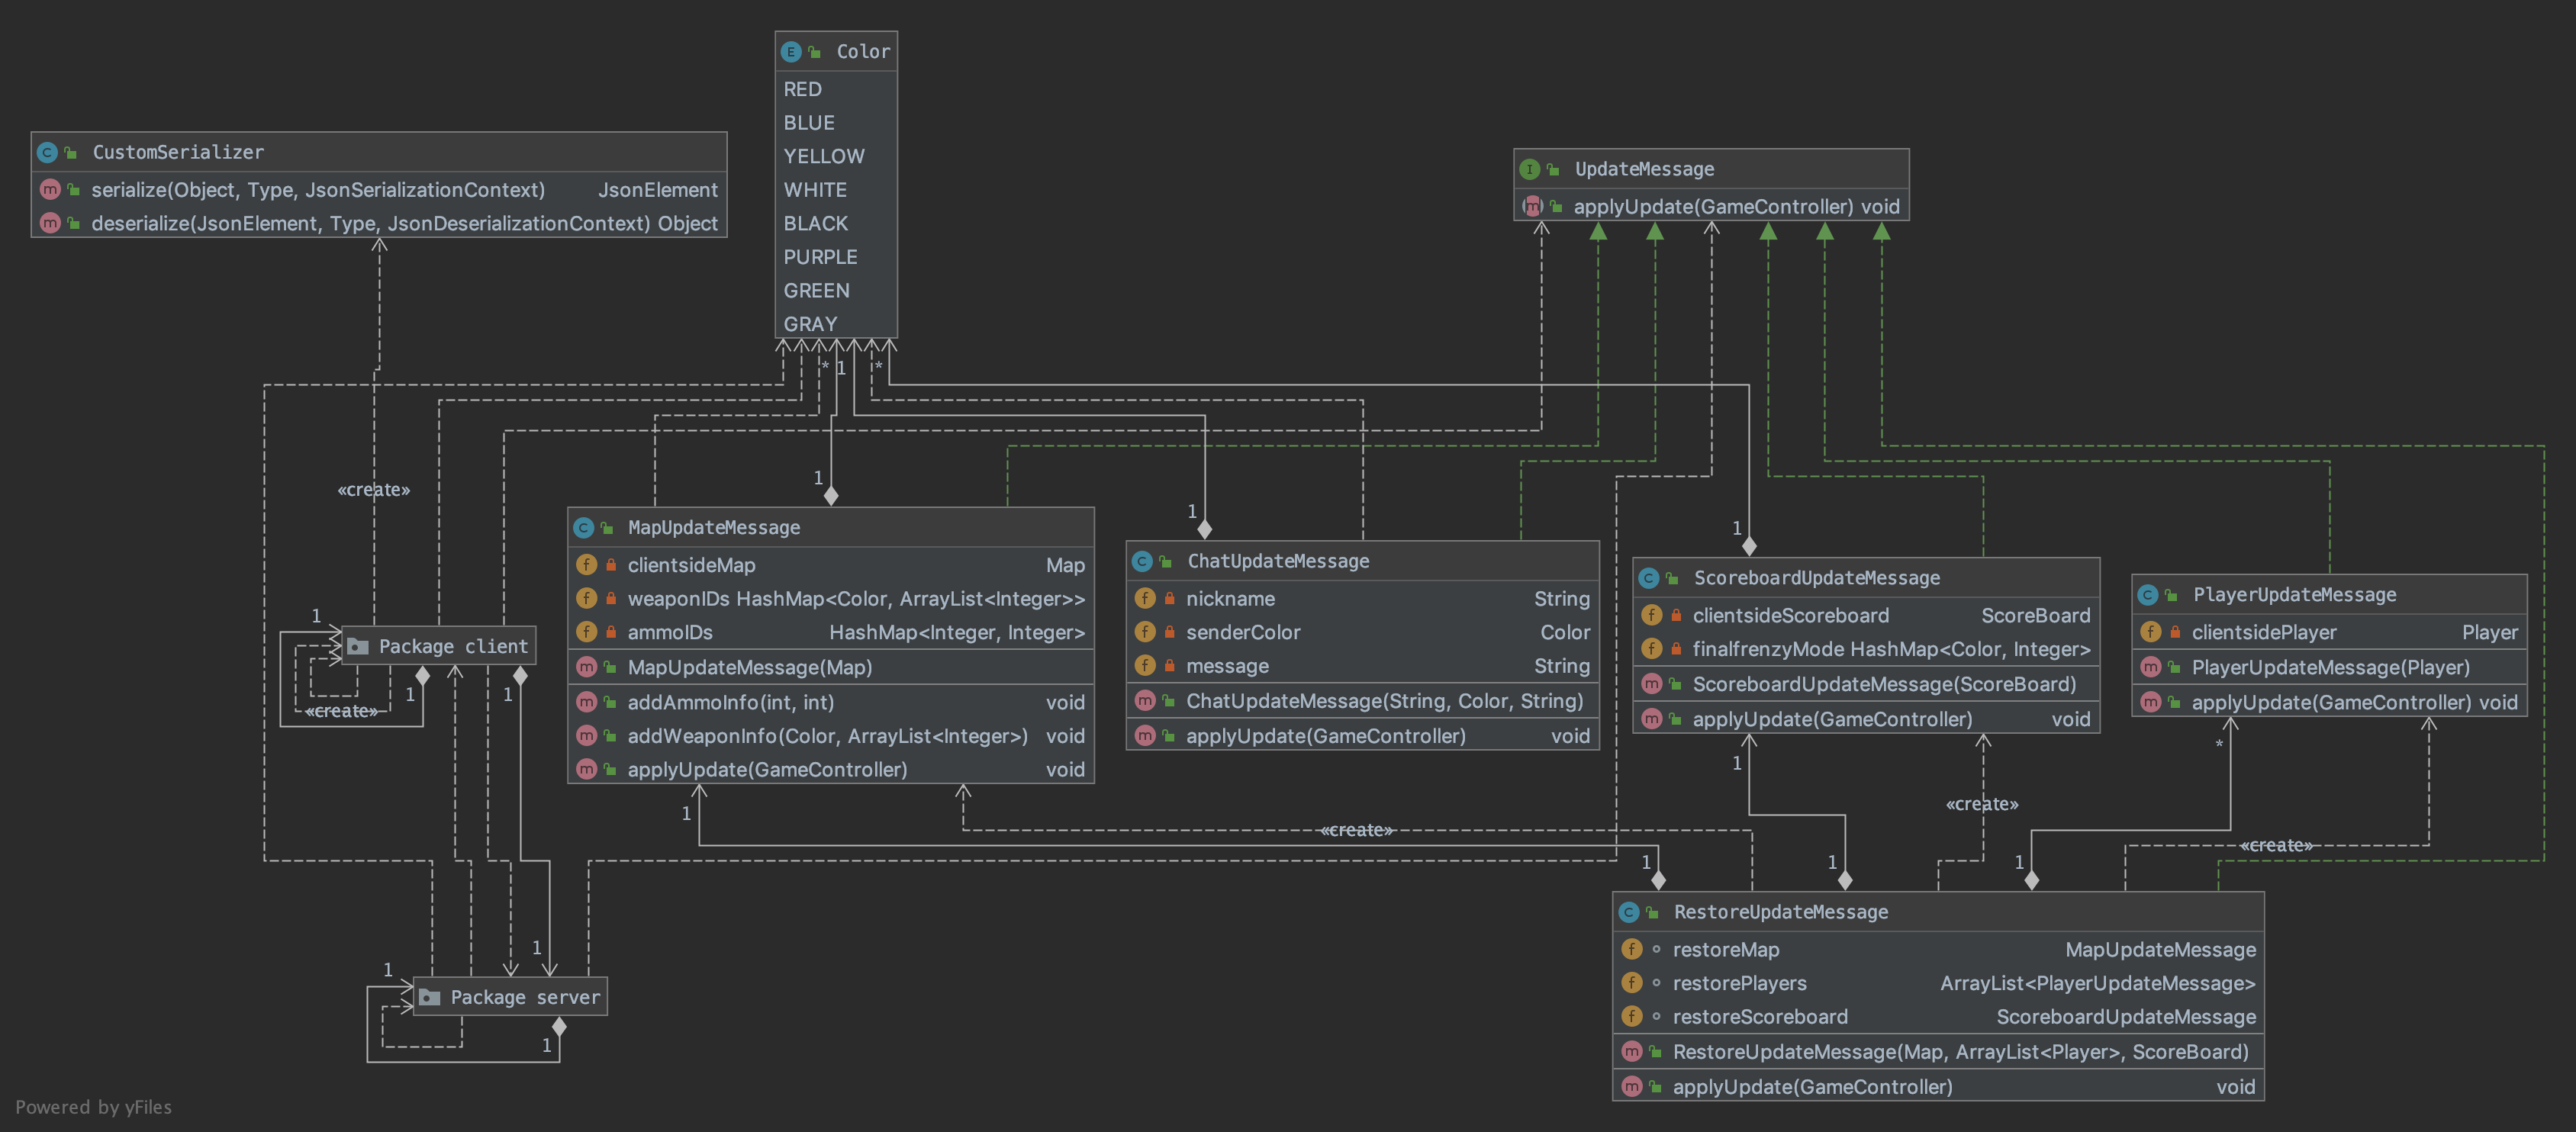 E Color
RED
BLUE
YELLOW
WHITE
BLACK
PURPLE
GREEN
GRAY
C CustomSerializer
m serialize(Object, Type, JsonSerializationContext) JsonElement
m deserialize(JsonElement, Type, JsonDeserializationContext) Object
I UpdateMessage
m applyUpdate(GameController) void
* 1 *
«create»
1
1
1
C MapUpdateMessage
f clientsideMap Map
f weaponIDs HashMap<Color, ArrayList<Integer>>
f ammoIDs HashMap<Integer, Integer>
m MapUpdateMessage(Map)
m addAmmoInfo(int, int) void
m addWeaponInfo(Color, ArrayList<Integer>) void
m applyUpdate(GameController) void
C ChatUpdateMessage
f nickname String
f senderColor Color
f message String
m ChatUpdateMessage(String, Color, String)
m applyUpdate(GameController) void
C ScoreboardUpdateMessage
f clientsideScoreboard ScoreBoard
f finalfrenzyMode HashMap<Color, Integer>
m ScoreboardUpdateMessage(ScoreBoard)
m applyUpdate(GameController) void
C PlayerUpdateMessage
f clientsidePlayer Player
m PlayerUpdateMessage(Player)
m applyUpdate(GameController) void
1
Package client
1 1
«create»
1 1 *
«create»
«create»
«create»
1 1 1
C RestoreUpdateMessage
f restoreMap MapUpdateMessage
f restorePlayers ArrayList<PlayerUpdateMessage>
f restoreScoreboard ScoreboardUpdateMessage
m RestoreUpdateMessage(Map, ArrayList<Player>, ScoreBoard)
m applyUpdate(GameController) void
1
1
Package server
1
Powered by yFiles